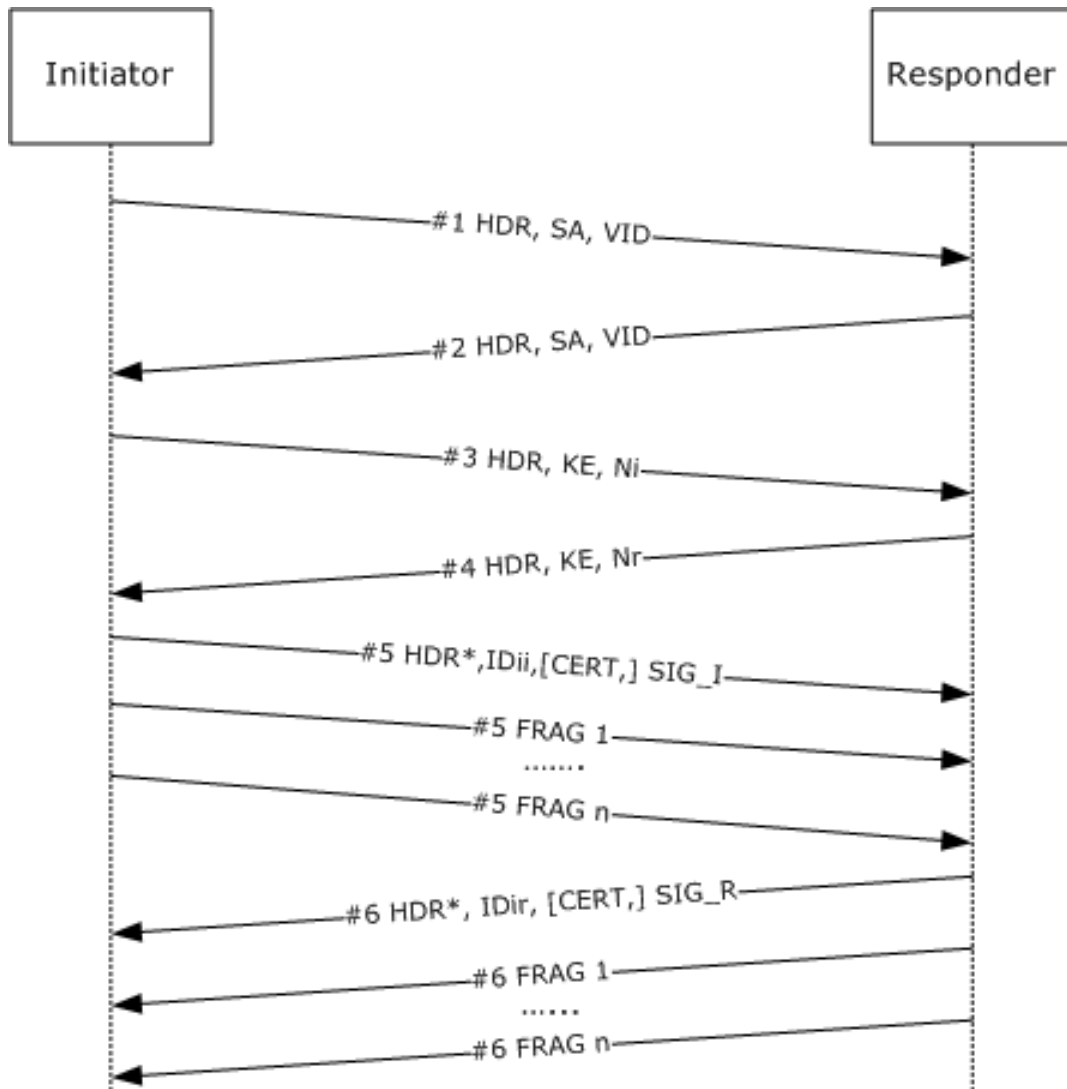 Initiator
Responder
#1 HDR, SA, VID
#2 HDR, SA, VID
#3 HDR, KE, Ni
#4 HDR, KE, Nr
#5 HDR*,IDii,[CERT,] SIG_I
#5 FRAG 1
.......
#5 FRAG n
#6 HDR*, IDir, [CERT,] SIG_R
#6 FRAG 1
......
#6 FRAG n